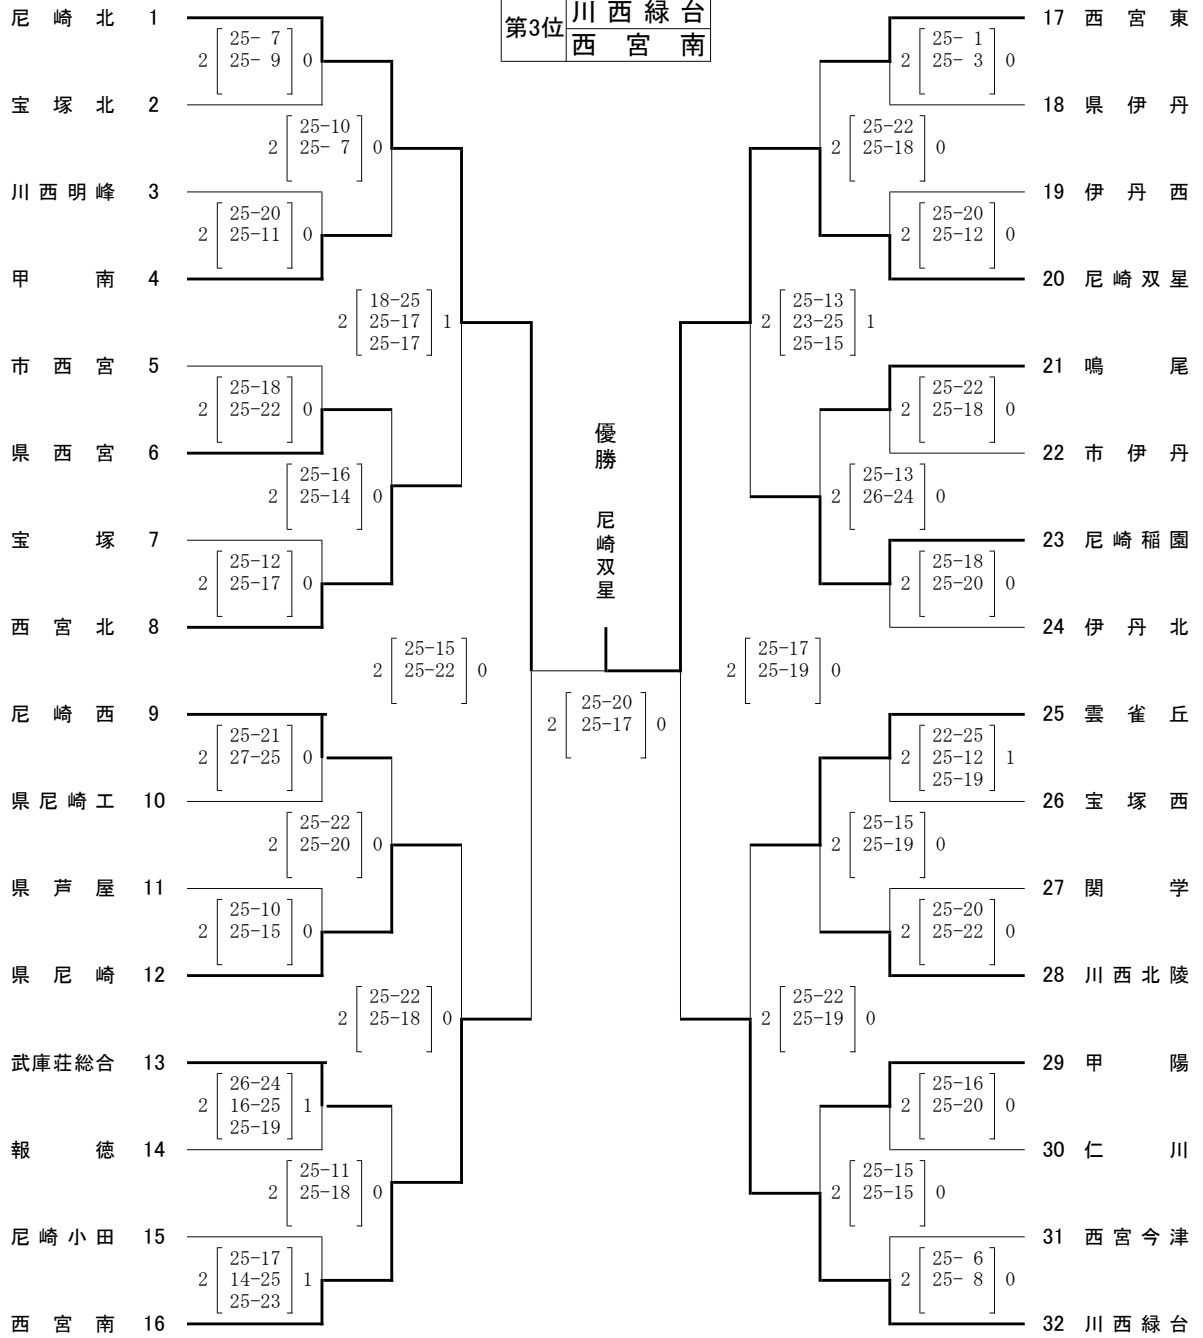 第3位 川西緑台
西宮南
尼崎北 1
2 25- 7 0
25- 9
宝塚北 2
2 25-10 0
25- 7
川西明峰 3
2 25-20 0
25-11
甲南 4
2 18-25 1
25-17
25-17
市西宮 5
2 25-18 0
25-22
県西宮 6
2 25-16 0
25-14
宝塚 7
2 25-12 0
25-17
西宮北 8
2 25-15 0
25-22
尼崎西 9
2 25-21 0
27-25
県尼崎工 10
2 25-22 0
25-20
県芦屋 11
2 25-10 0
25-15
県尼崎 12
2 25-22 0
25-18
武庫荘総合 13
2 26-24 1
16-25
25-19
報徳 14
2 25-11 0
25-18
尼崎小田 15
2 25-17 1
14-25
25-23
西宮南 16
優勝 尼崎双星
2 25-20 0
25-17
17 西宮東
2 25- 1 0
25- 3
18 県伊丹
2 25-22 0
25-18
19 伊丹西
2 25-20 0
25-12
20 尼崎双星
2 25-13 1
23-25
25-15
21 鳴尾
2 25-22 0
25-18
22 市伊丹
2 25-13 0
26-24
23 尼崎稲園
2 25-18 0
25-20
24 伊丹北
2 25-17 0
25-19
25 雲雀丘
2 22-25 1
25-12
25-19
26 宝塚西
2 25-15 0
25-19
27 関学
2 25-20 0
25-22
28 川西北陵
2 25-22 0
25-19
29 甲陽
2 25-16 0
25-20
30 仁川
2 25-15 0
25-15
31 西宮今津
2 25- 6 0
25- 8
32 川西緑台